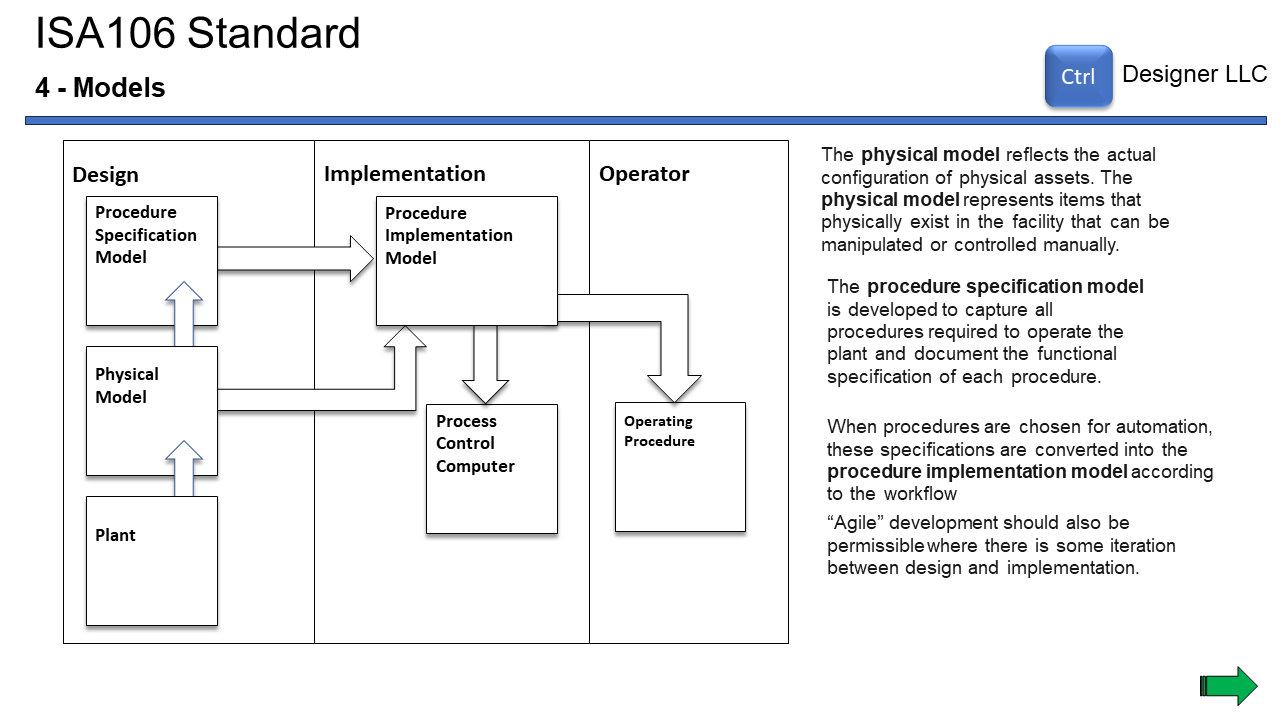 ISA106 Standard
4 - Models
Ctrl
Designer LLC
Design
Implementation
Operator
Procedure
Specification
Model
Procedure
Implementation
Model
Physical
Model
Process
Control
Computer
Operating
Procedure
Plant
The physical model reflects the actual
configuration of physical assets. The
physical model represents items that
physically exist in the facility that can be
manipulated or controlled manually.
The procedure specification model
is developed to capture all
procedures required to operate the
plant and document the functional
specification of each procedure.
When procedures are chosen for automation,
these specifications are converted into the
procedure implementation model according
to the workflow
“Agile” development should also be
permissible where there is some iteration
between design and implementation.